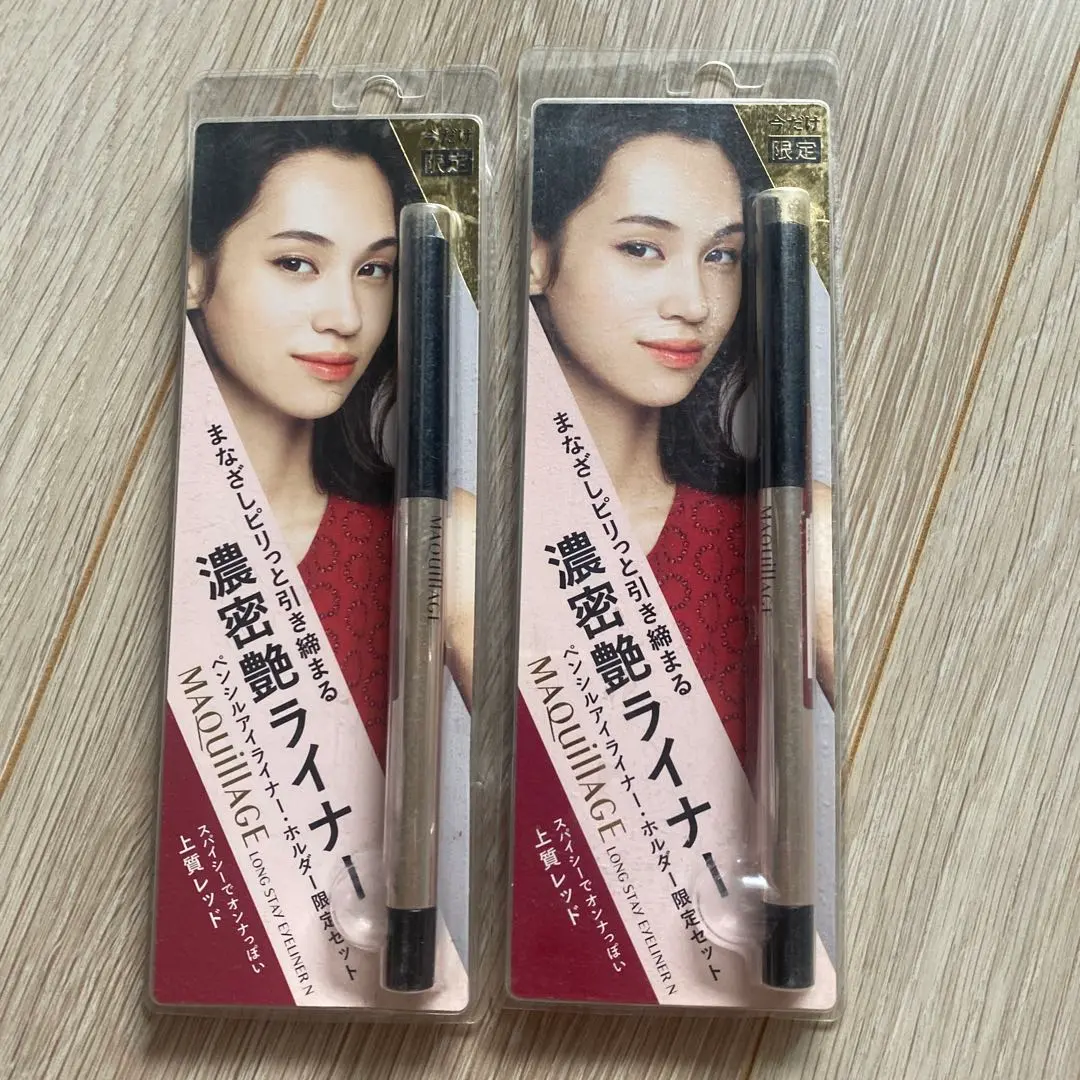 今だけ
限定
まなざしピリっと引き締まる
濃密艶ライナー
ペンシルアイライナー・ホルダー限定セット
MAQuillAGE LONG STAY EYELINER N
スパイシーでオンナっぽい
上質レッド
MAQuillAGE
今だけ
限定
まなざしピリっと引き締まる
濃密艶ライナー
ペンシルアイライナー・ホルダー限定セット
MAQuillAGE LONG STAY EYELINER N
スパイシーでオンナっぽい
上質レッド
MAQuillAGE